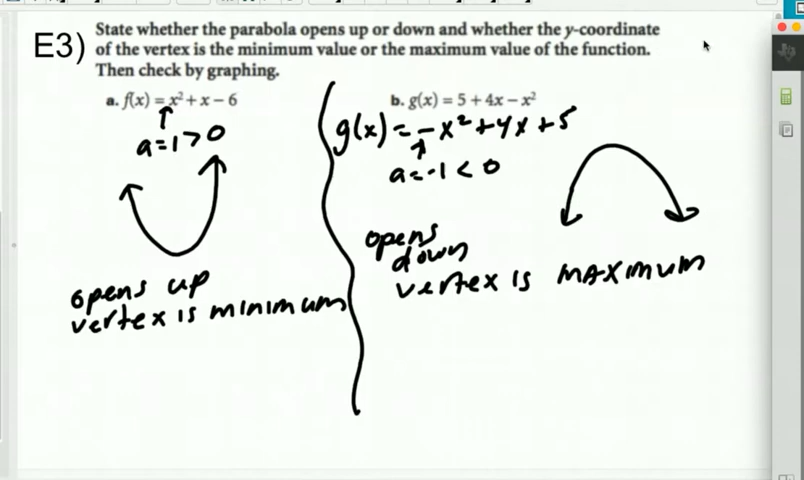 E3) State whether the parabola opens up or down and whether the y-coordinate
of the vertex is the minimum value or the maximum value of the function.
Then check by graphing.
a. f(x) = x² + x − 6
a=1>0
opens up
vertex is minimum
b. g(x) = 5 + 4x − x²
g(x) = -x² + 4x + 5
a=-1 < 0
opens
down
vertex is MAXIMUM